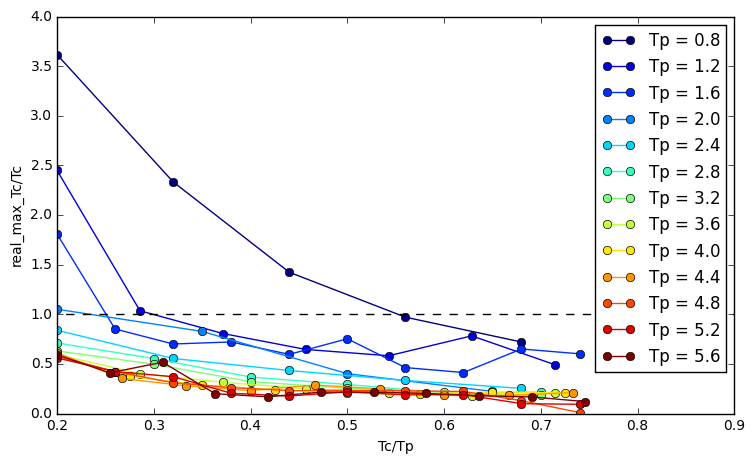 4.0
3.5
3.0
2.5
2.0
1.5
1.0
0.5
0.0
real_max_Tc/Tc
0.2
0.3
0.4
0.5
0.6
0.7
0.8
0.9
Tc/Tp
Tp = 0.8
Tp = 1.2
Tp = 1.6
Tp = 2.0
Tp = 2.4
Tp = 2.8
Tp = 3.2
Tp = 3.6
Tp = 4.0
Tp = 4.4
Tp = 4.8
Tp = 5.2
Tp = 5.6